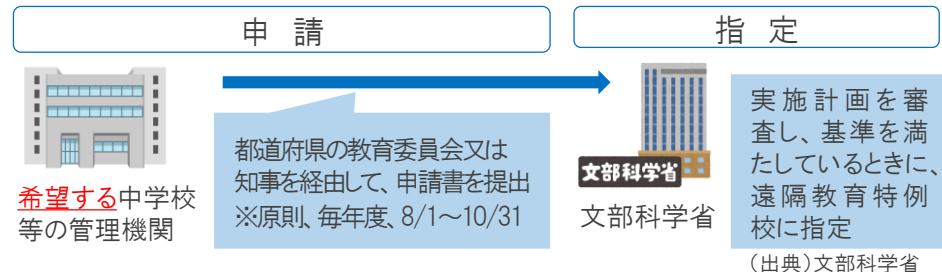 申 請
指 定
都道府県の教育委員会又は
知事を経由して、申請書を提出
※原則、毎年度、8/1～10/31
希望する中学校
等の管理機関
文部科学省
文部科学省
実施計画を審
査し、基準を満
たしているときに、
遠隔教育特例
校に指定
（出典）文部科学省